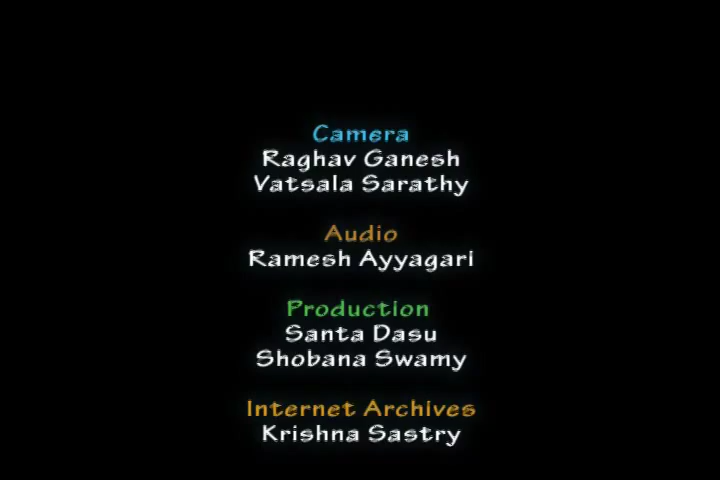 Camera
Raghav Ganesh
Vatsala Sarathy
Audio
Ramesh Ayyagari
Production
Santa Dasu
Shobana Swamy
Internet Archives
Krishna Sastry